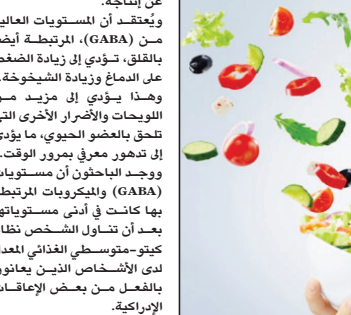 عن إنتاجه.
ويُعتقد أن المستويات العالية
من (GABA)، المرتبطة أيضاً
بالقلق، تؤدي إلى زيادة الضغط
على الدماغ وزيادة الشيخوخة.
وهذا يؤدي إلى مزيد من
اللويحات والأضرار الأخرى التي
تلحق بالعضو الحيوي، ما يؤدي
إلى تدهور معرفي بمرور الوقت.
ووجد الباحثون أن مستويات
(GABA) والميكروبات المرتبطة
بها كانت في أدنى مستوياتها
بعد أن تناول الشخص نظام
كيتو-متوسطي الغذائي المعدل
لدى الأشخاص الذين يعانون
بالفعل من بعض الإعاقات
الإدراكية.